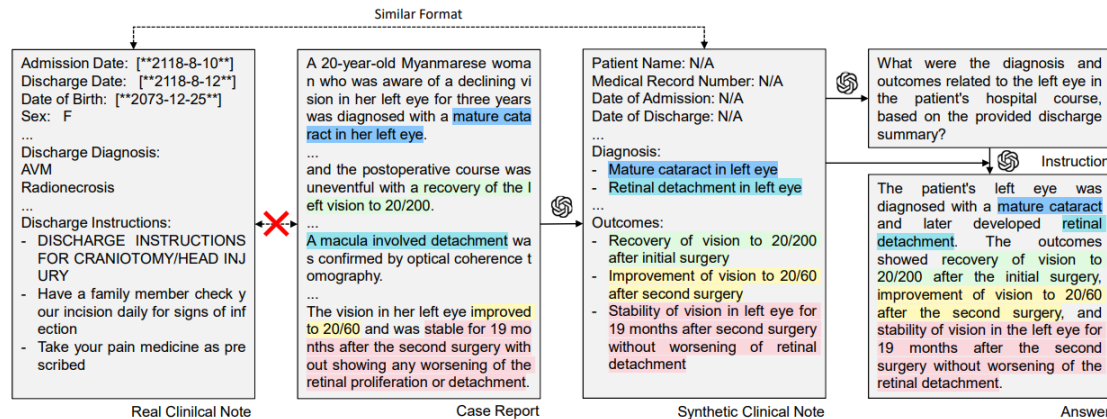 Similar Format
Admission Date: [**2118-8-10**]
Discharge Date: [**2118-8-12**]
Date of Birth: [**2073-12-25**]
Sex: F
...
Discharge Diagnosis:
AVM
Radionecrosis
...
Discharge Instructions:
- DISCHARGE INSTRUCTIONS
FOR CRANIOTOMY/HEAD INJ
URY
- Have a family member check y
our incision daily for signs of inf
ection
- Take your pain medicine as pre
scribed
Real Clinilcal Note
A 20-year-old Myanmarese woma
n who was aware of a declining vi
sion in her left eye for three years
was diagnosed with a mature cata
ract in her left eye.
...
and the postoperative course was
uneventful with a recovery of the l
eft vision to 20/200.
...
A macula involved detachment wa
s confirmed by optical coherence t
omography.
...
The vision in her left eye improved
to 20/60 and was stable for 19 mo
nths after the second surgery with
out showing any worsening of the
retinal proliferation or detachment.
Case Report
Patient Name: N/A
Medical Record Number: N/A
Date of Admission: N/A
Date of Discharge: N/A
...
Diagnosis:
- Mature cataract in left eye
- Retinal detachment in left eye
...
Outcomes:
- Recovery of vision to 20/200
after initial surgery
- Improvement of vision to 20/60
after second surgery
- Stability of vision in left eye for
19 months after second surgery
without worsening of retinal
detachment
Synthetic Clinical Note
What were the diagnosis and
outcomes related to the left eye in
the patient's hospital course,
based on the provided discharge
summary?
Instruction
The patient's left eye was
diagnosed with a mature cataract
and later developed retinal
detachment. The outcomes
showed recovery of vision to
20/200 after the initial surgery,
improvement of vision to 20/60
after the second surgery, and
stability of vision in the left eye for
19 months after the second
surgery without worsening of the
retinal detachment.
Answer